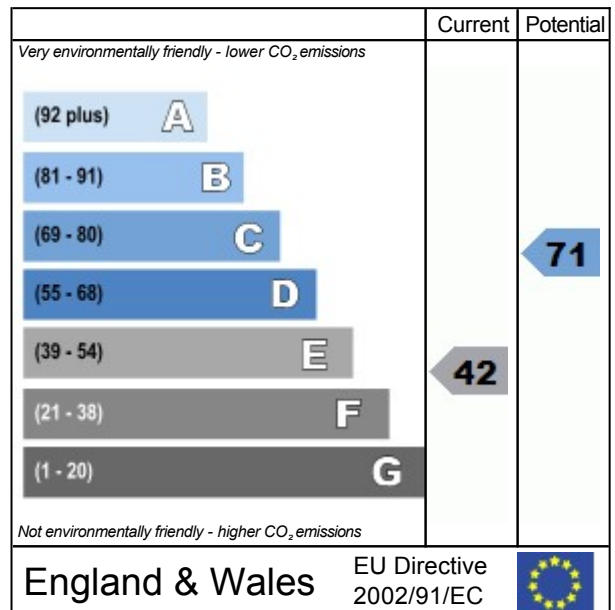 Current Potential
Very environmentally friendly - lower CO₂ emissions
(92 plus) A
(81 - 91) B
(69 - 80) C
71
(55 - 68) D
(39 - 54) E
42
(21 - 38) F
(1 - 20) G
Not environmentally friendly - higher CO₂ emissions
England & Wales
EU Directive
2002/91/EC